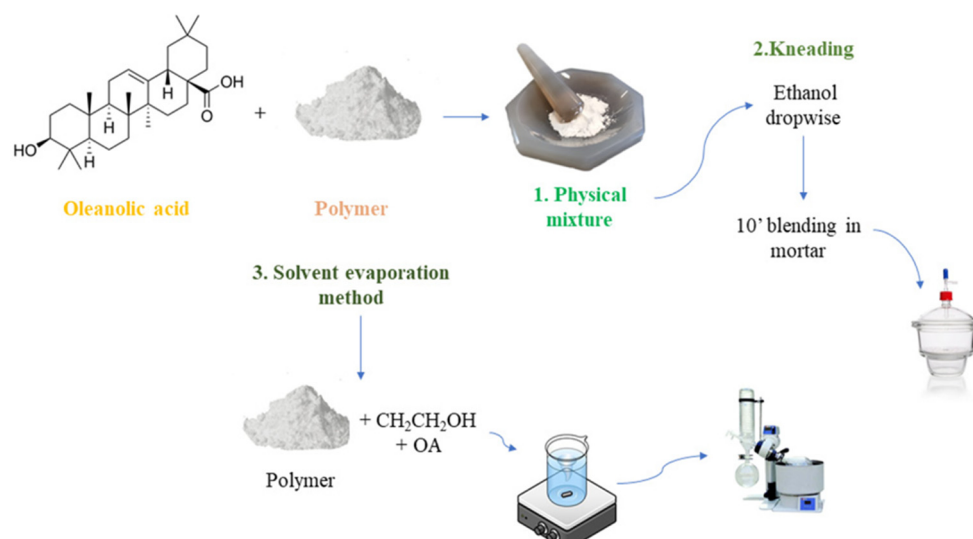 2.Kneading
Ethanol
dropwise
OH
O
H
H
H
HO
+
Oleanolic acid
Polymer
1. Physical
mixture
10’ blending in
mortar
3. Solvent evaporation
method
+ CH₂CH₂OH
+ OA
Polymer